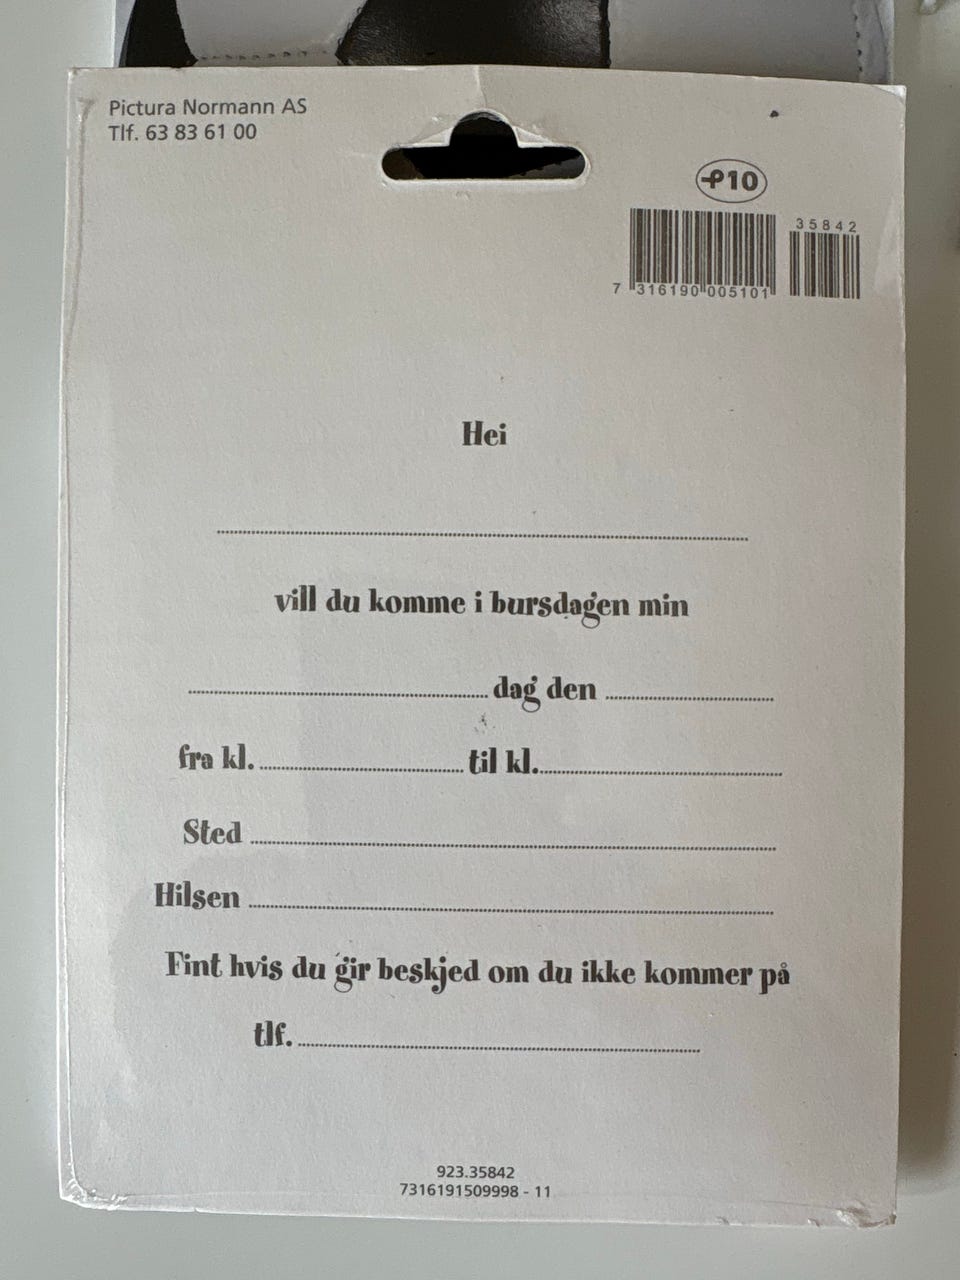 Pictura Normann AS
Tlf. 63 83 61 00
P10
35842
7 316190 005101
Hei
vill du komme i bursdagen min
dag den
fra kl. til kl.
Sted
Hilsen
Fint hvis du gir beskjed om du ikke kommer på
tlf.
923.35842
7316191509998 - 11